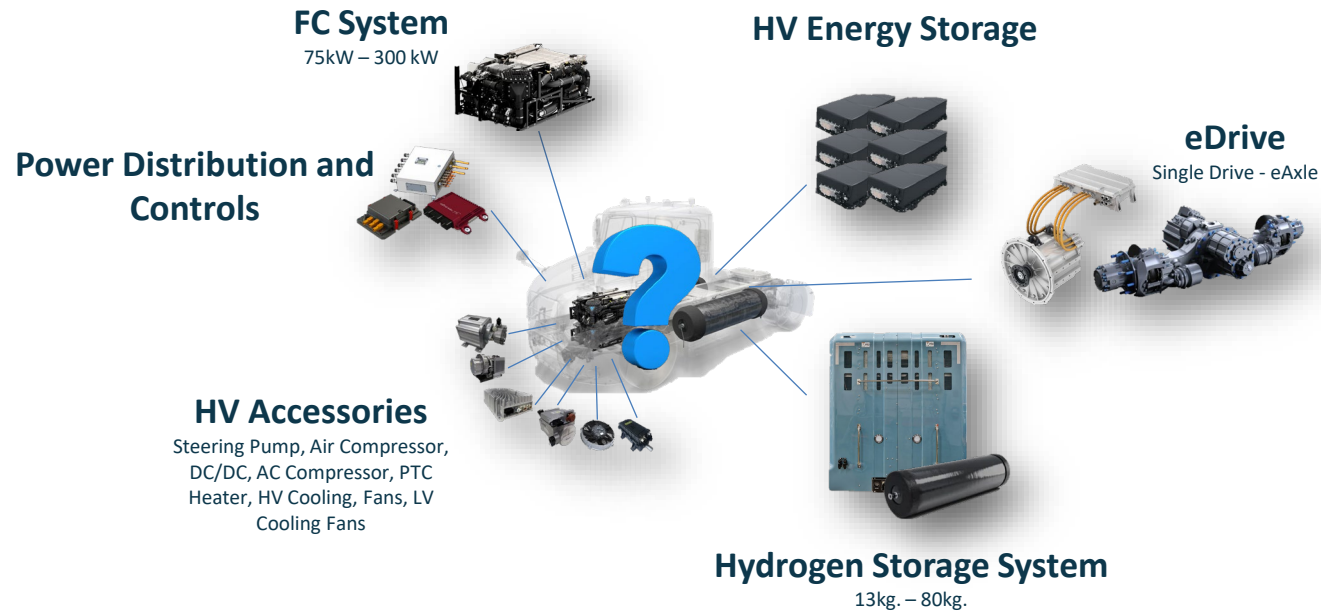 FC System
75kW – 300 kW
HV Energy Storage
eDrive
Single Drive - eAxle
Power Distribution and
Controls
HV Accessories
Steering Pump, Air Compressor,
DC/DC, AC Compressor, PTC
Heater, HV Cooling, Fans, LV
Cooling Fans
?
Hydrogen Storage System
13kg. – 80kg.